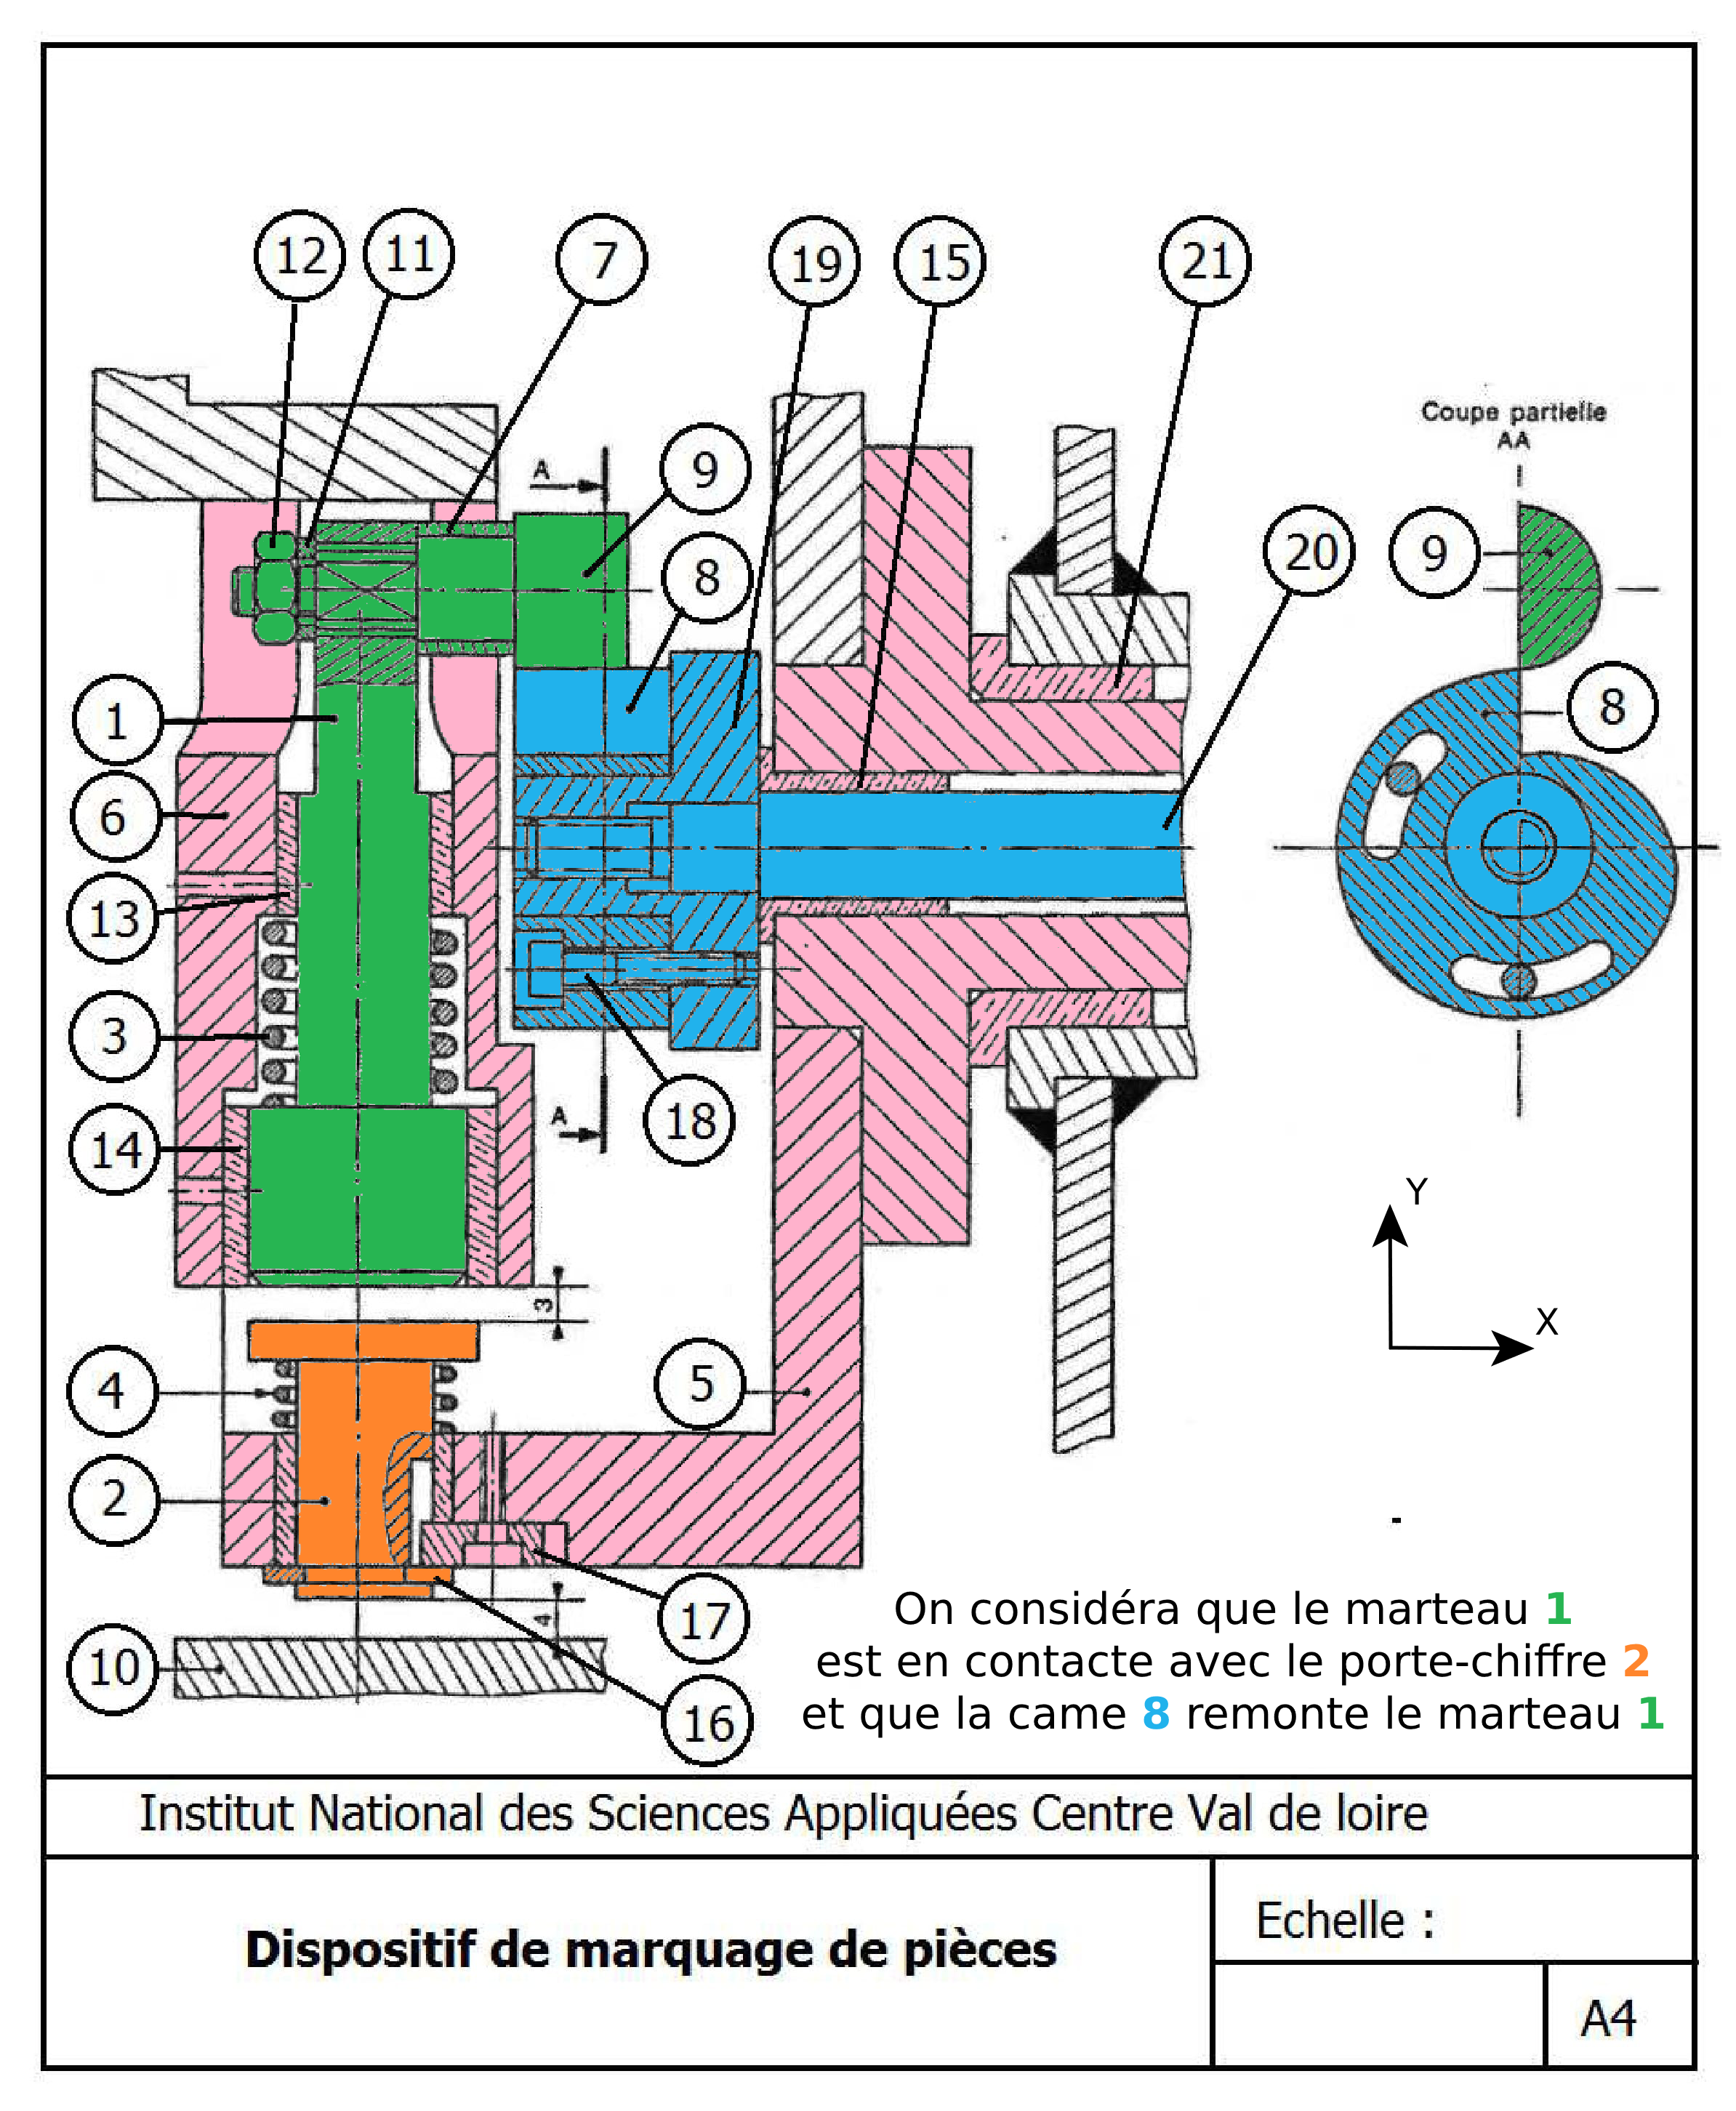 12
11
7
19
15
21
Coupe partielle
AA
A
9
8
20
9
1
8
6
13
3
A
18
14
Y
3
X
4
5
2
4
17
10
16
On considéra que le marteau 1
est en contacte avec le porte-chiffre 2
et que la came 8 remonte le marteau 1
Institut National des Sciences Appliquées Centre Val de loire
Dispositif de marquage de pièces
Echelle :
A4